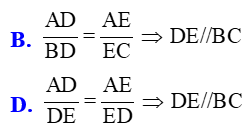 B. AD/BD = AE/EC ⇒ DE//BC
D. AD/DE = AE/ED ⇒ DE//BC